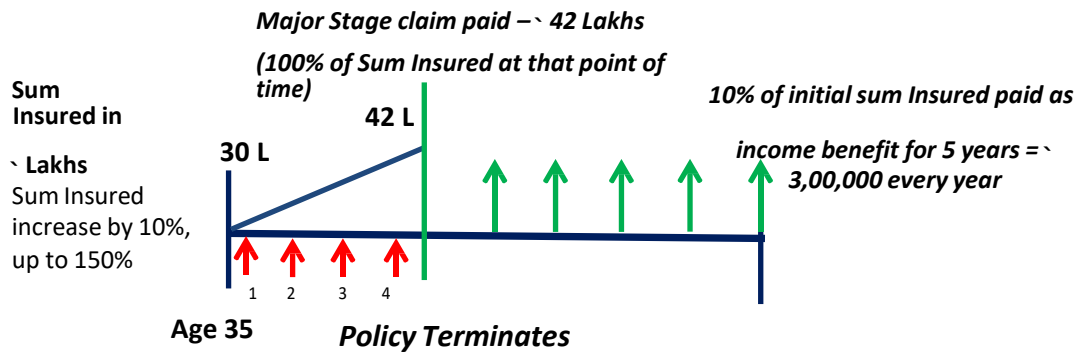 Major Stage claim paid – ` 42 Lakhs
(100% of Sum Insured at that point of
time)
Sum
Insured in
` Lakhs
Sum Insured
increase by 10%,
up to 150%
30 L
42 L
10% of initial sum Insured paid as
income benefit for 5 years = `
3,00,000 every year
1 2 3 4
Age 35
Policy Terminates